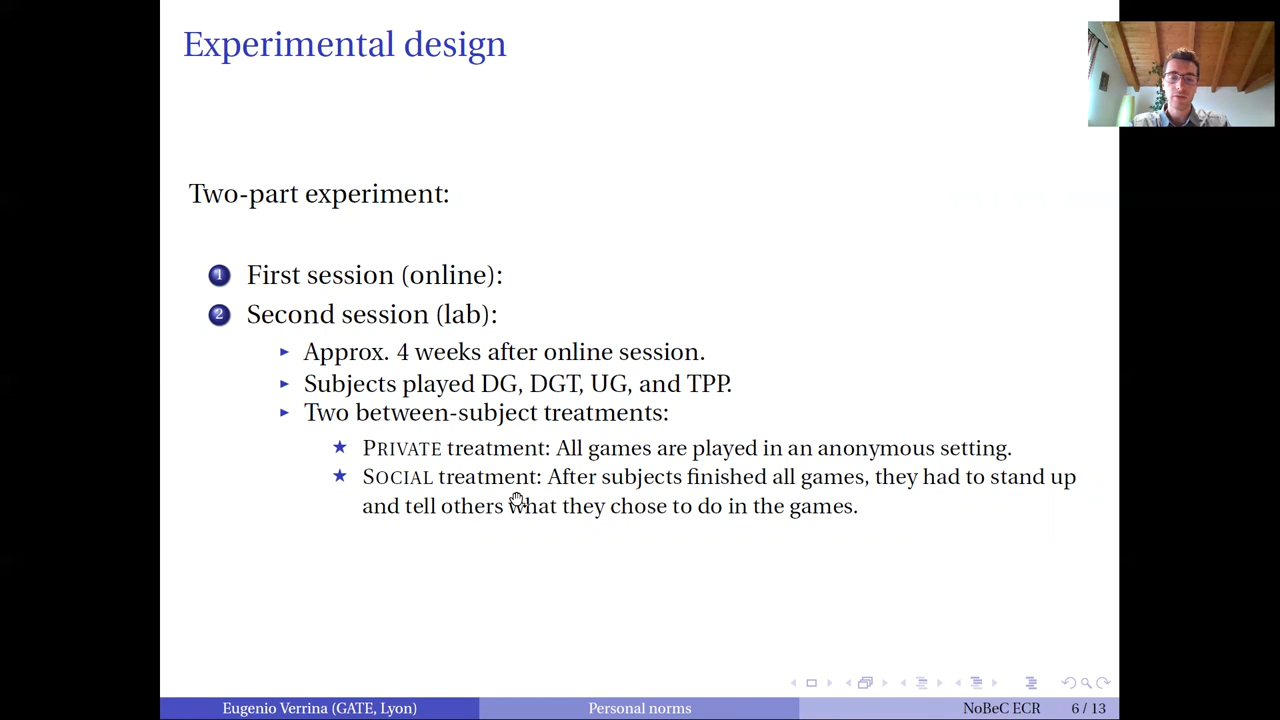 Experimental design
Two-part experiment:
1 First session (online):
2 Second session (lab):
Approx. 4 weeks after online session.
Subjects played DG, DGT, UG, and TPP.
Two between-subject treatments:
PRIVATE treatment: All games are played in an anonymous setting.
SOCIAL treatment: After subjects finished all games, they had to stand up
and tell others what they chose to do in the games.
Eugenio Verrina (GATE, Lyon) Personal norms NoBeC ECR 6 / 13